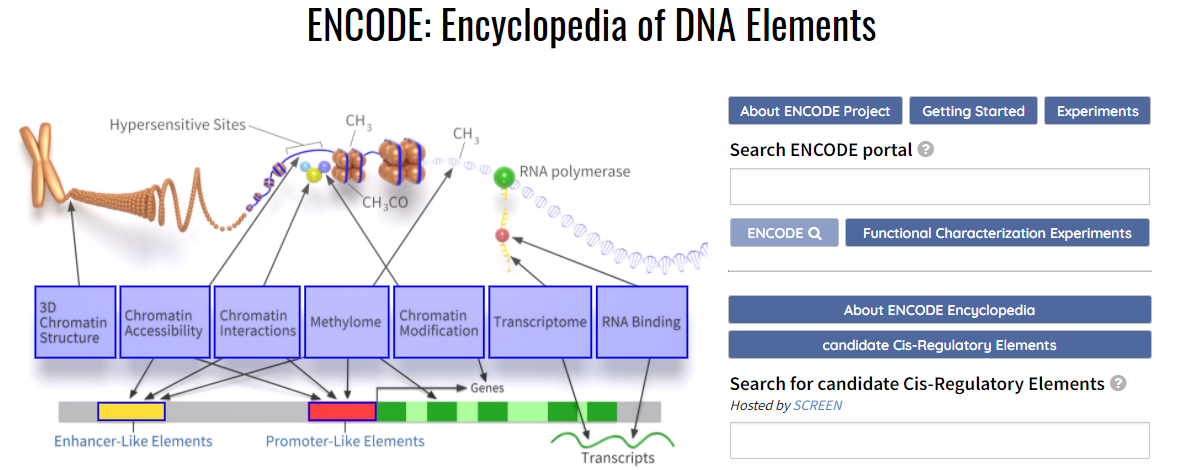 ENCODE: Encyclopedia of DNA Elements
Hypersensitive Sites
CH3
CH3
RNA polymerase
CH3CO
3D
Chromatin
Structure
Chromatin
Accessibility
Chromatin
Interactions
Methylome
Chromatin
Modification
Transcriptome
RNA Binding
Genes
Enhancer-Like Elements
Promoter-Like Elements
Transcripts
About ENCODE Project
Getting Started
Experiments
Search ENCODE portal ?
ENCODE
Functional Characterization Experiments
About ENCODE Encyclopedia
candidate Cis-Regulatory Elements
Search for candidate Cis-Regulatory Elements ?
Hosted by SCREEN